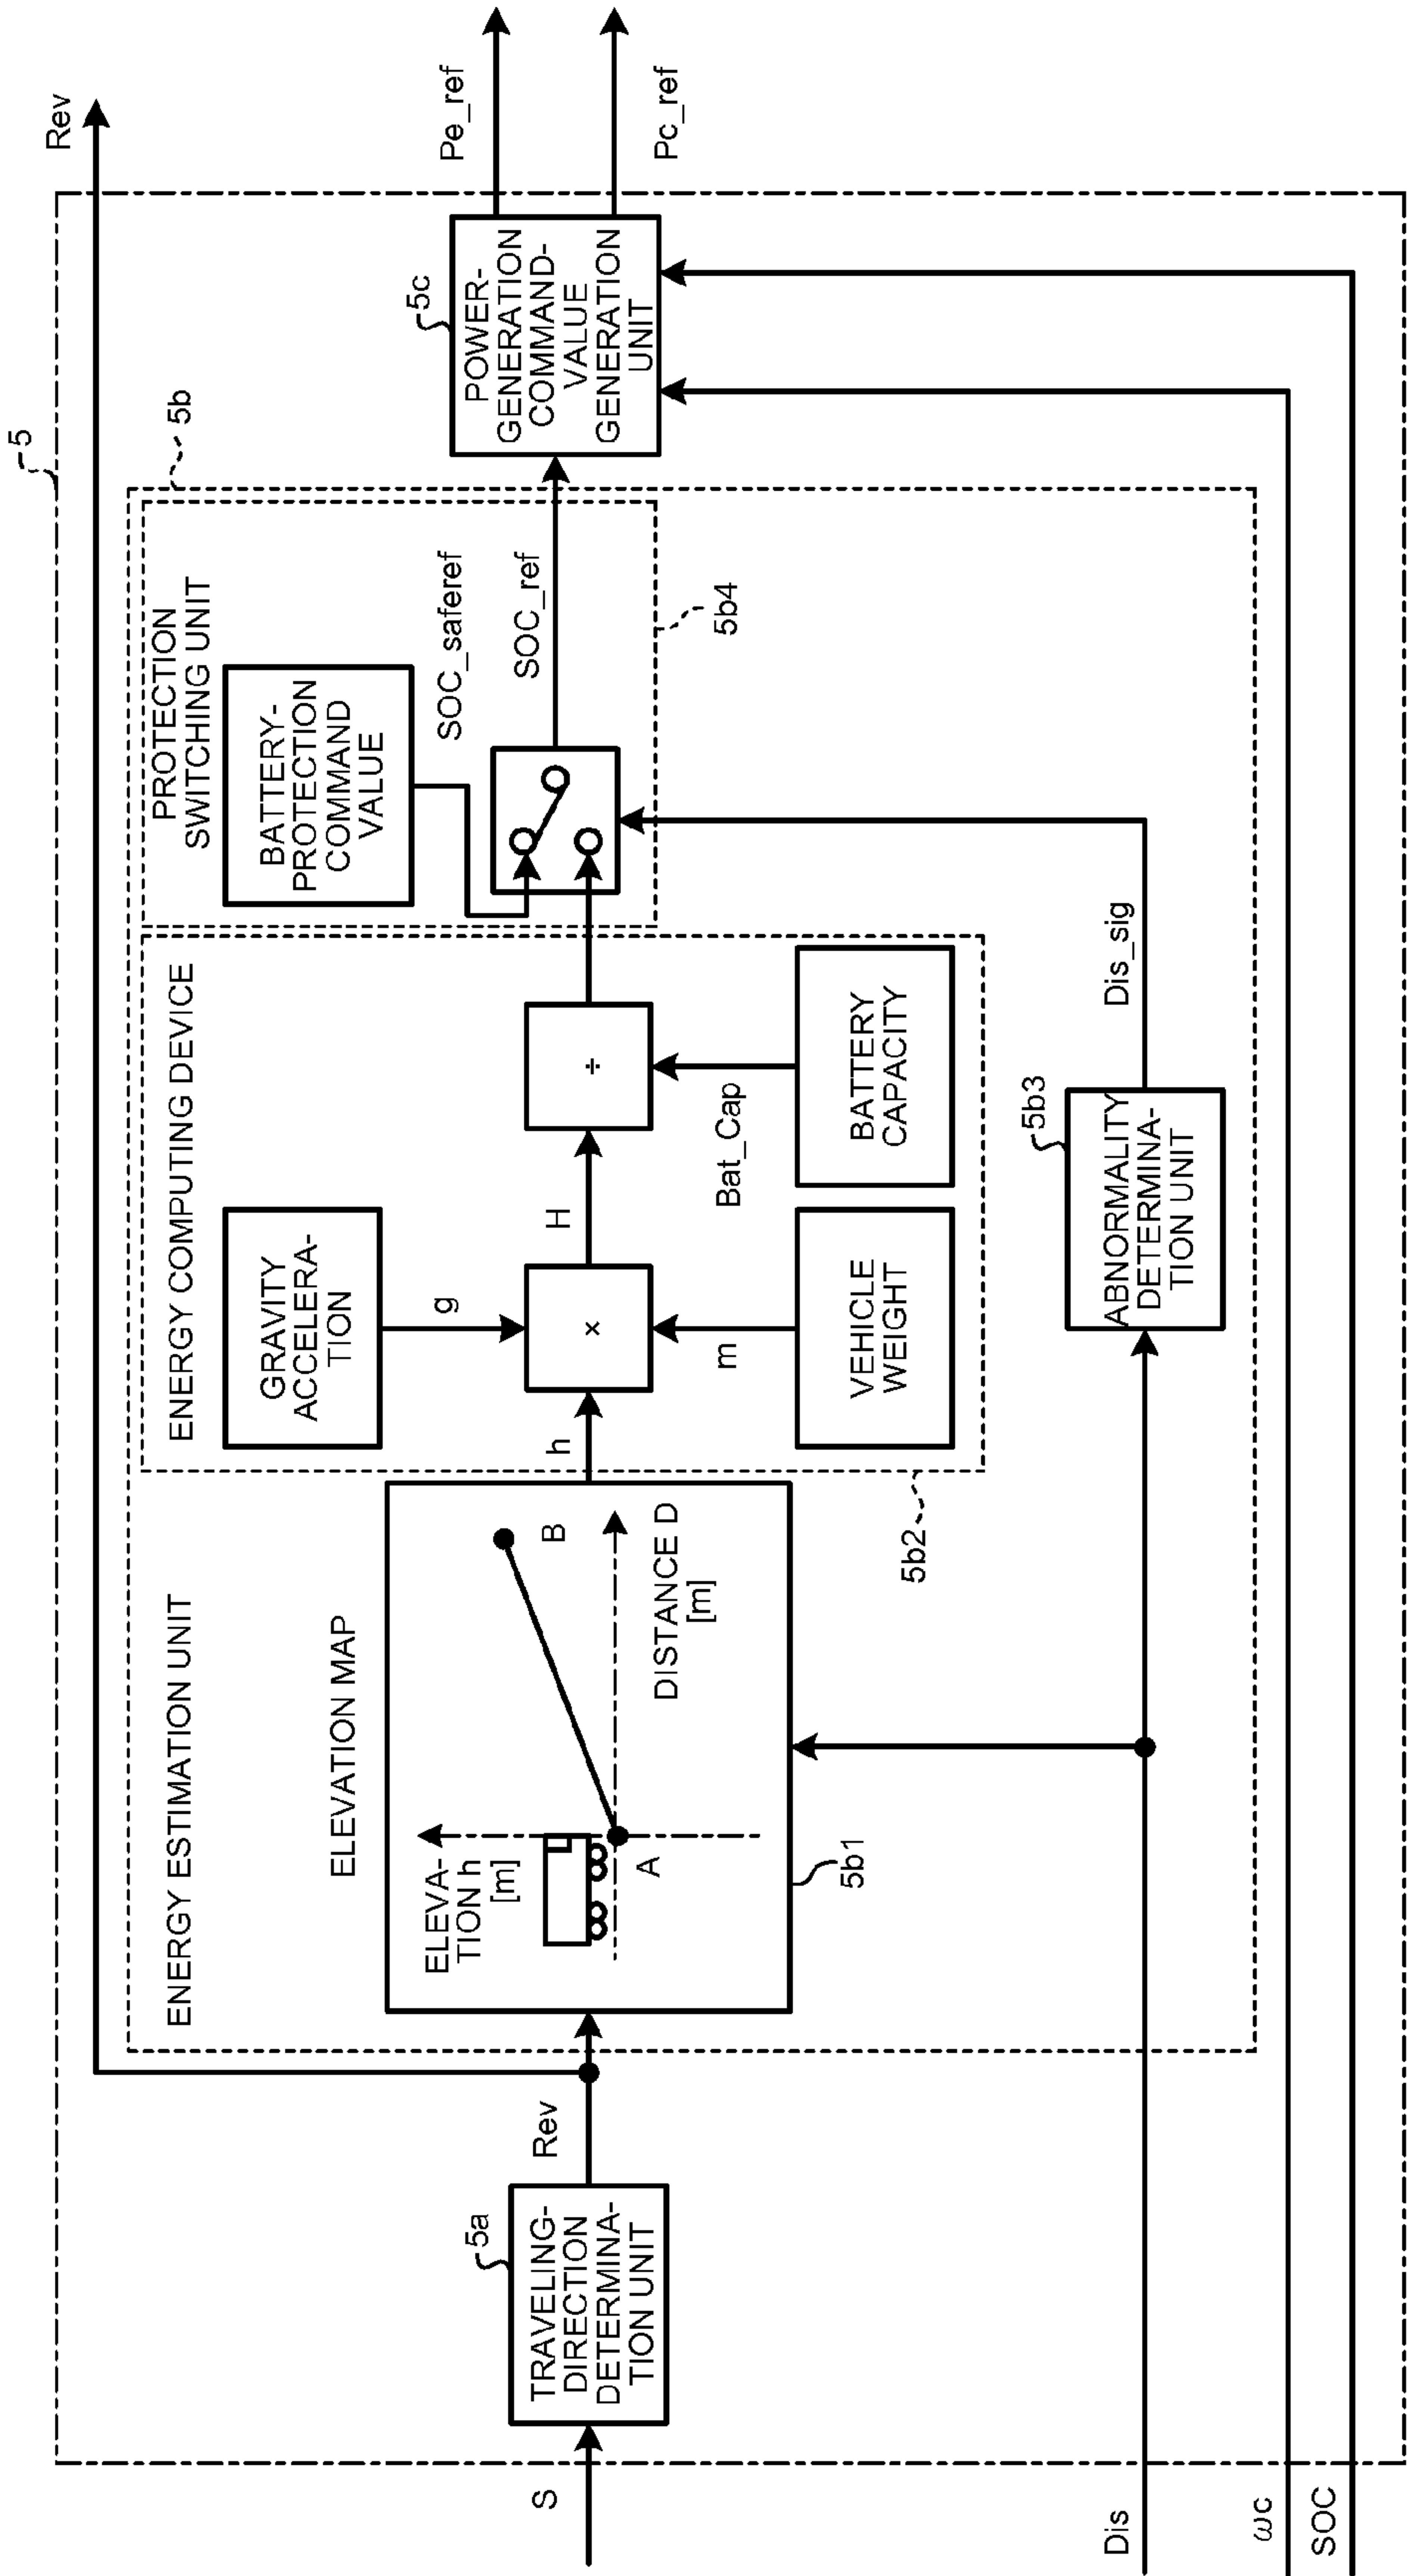 5
Rev
ENERGY ESTIMATION UNIT
5b
ENERGY COMPUTING DEVICE
PROTECTION
SWITCHING UNIT
GRAVITY
ACCELERA-
TION
BATTERY-
PROTECTION
COMMAND
VALUE
ELEVATION MAP
5c
POWER-
GENERATION
COMMAND-
VALUE
GENERATION
UNIT
Pe_ref
Pc_ref
g
SOC_saferef
SOC_ref
5a
TRAVELING-
DIRECTION
DETERMINA-
TION UNIT
S
Rev
ELEVA-
TION h
[m]
A
B
DISTANCE D
[m]
h
×
H
÷
m
Bat_Cap
5b4
VEHICLE
WEIGHT
BATTERY
CAPACITY
5b1
5b2
5b3
ABNORMALITY
DETERMINA-
TION UNIT
Dis_sig
Dis
ωc
SOC